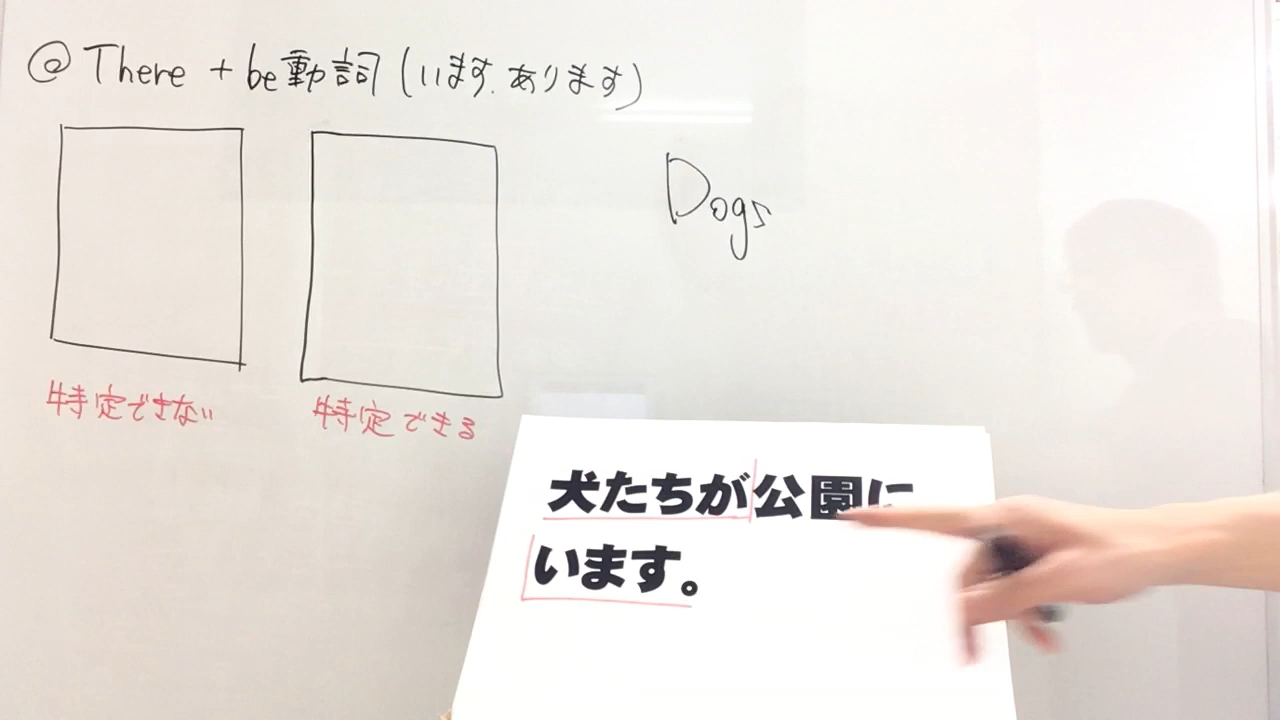 @ There + be動詞 (います.あります)
Dogs
特定できない
特定できる
犬たちが公園に
います。